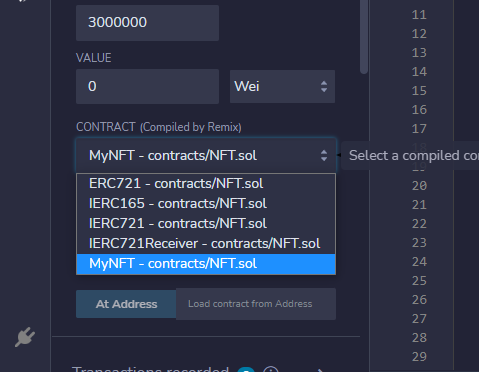 3000000
VALUE
0
Wei
CONTRACT (Compiled by Remix)
MyNFT - contracts/NFT.sol
Select a compiled co
ERC721 - contracts/NFT.sol
IERC165 - contracts/NFT.sol
IERC721 - contracts/NFT.sol
IERC721Receiver - contracts/NFT.sol
MyNFT - contracts/NFT.sol
At Address
Load contract from Address
Transactions recorded
11
12
13
14
15
16
17
20
21
22
23
24
25
26
27
28
29